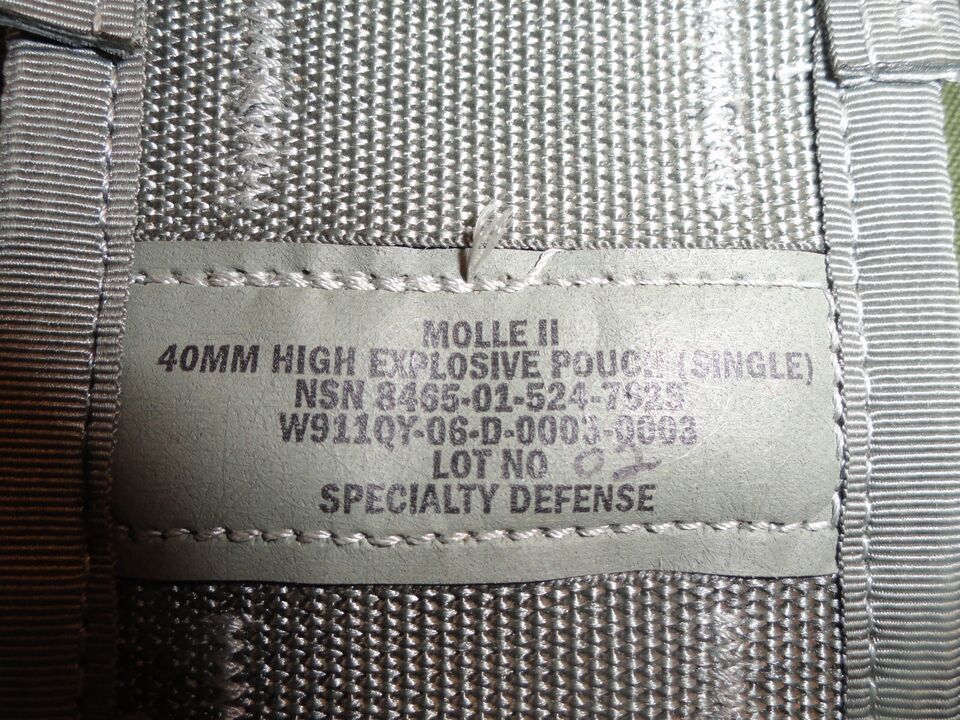 MOLLE II
40MM HIGH EXPLOSIVE POUCH (SINGLE)
NSN 8465-01-524-7625
W911QY-06-D-0003-0003
LOT NO 02
SPECIALTY DEFENSE